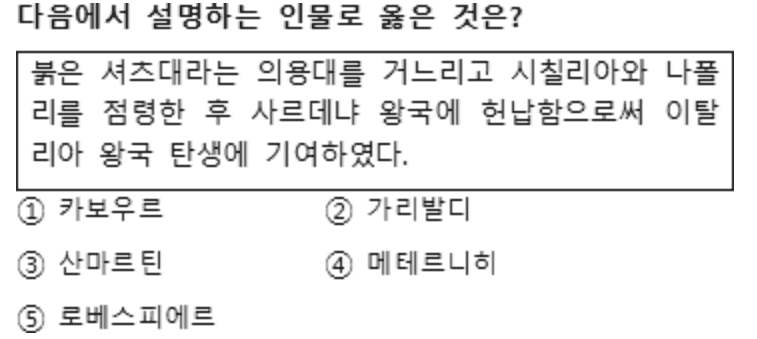 다음에서 설명하는 인물로 옳은 것은?
붉은 셔츠대라는 의용대를 거느리고 시칠리아와 나폴
리를 점령한 후 사르데냐 왕국에 헌납함으로써 이탈
리아 왕국 탄생에 기여하였다.
① 카보우르 ② 가리발디
③ 산마르틴 ④ 메테르니히
⑤ 로베스피에르